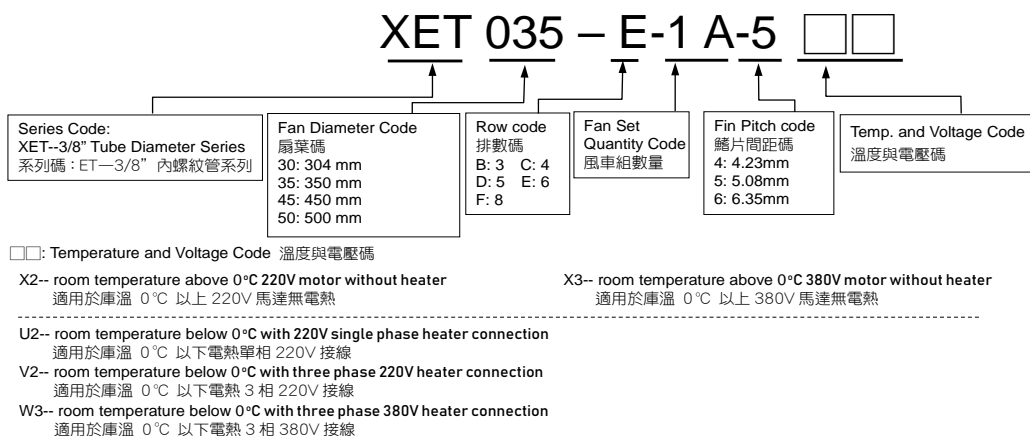 XET 035 – E-1 A-5 □□
Series Code:
XET--3/8” Tube Diameter Series
系列碼：ET—3/8” 內螺紋管系列
Fan Diameter Code
扇葉碼
30: 304 mm
35: 350 mm
45: 450 mm
50: 500 mm
Row code
排數碼
B: 3 C: 4
D: 5 E: 6
F: 8
Fan Set
Quantity Code
風車組數量
Fin Pitch code
鰭片間距碼
4: 4.23mm
5: 5.08mm
6: 6.35mm
Temp. and Voltage Code
溫度與電壓碼
□□: Temperature and Voltage Code 溫度與電壓碼
X2-- room temperature above 0°C 220V motor without heater
適用於庫溫 0°C 以上 220V 馬達無電熱
X3-- room temperature above 0°C 380V motor without heater
適用於庫溫 0°C 以上 380V 馬達無電熱
U2-- room temperature below 0°C with 220V single phase heater connection
適用於庫溫 0°C 以下電熱單相 220V 接線
V2-- room temperature below 0°C with three phase 220V heater connection
適用於庫溫 0°C 以下電熱 3 相 220V 接線
W3-- room temperature below 0°C with three phase 380V heater connection
適用於庫溫 0°C 以下電熱 3 相 380V 接線